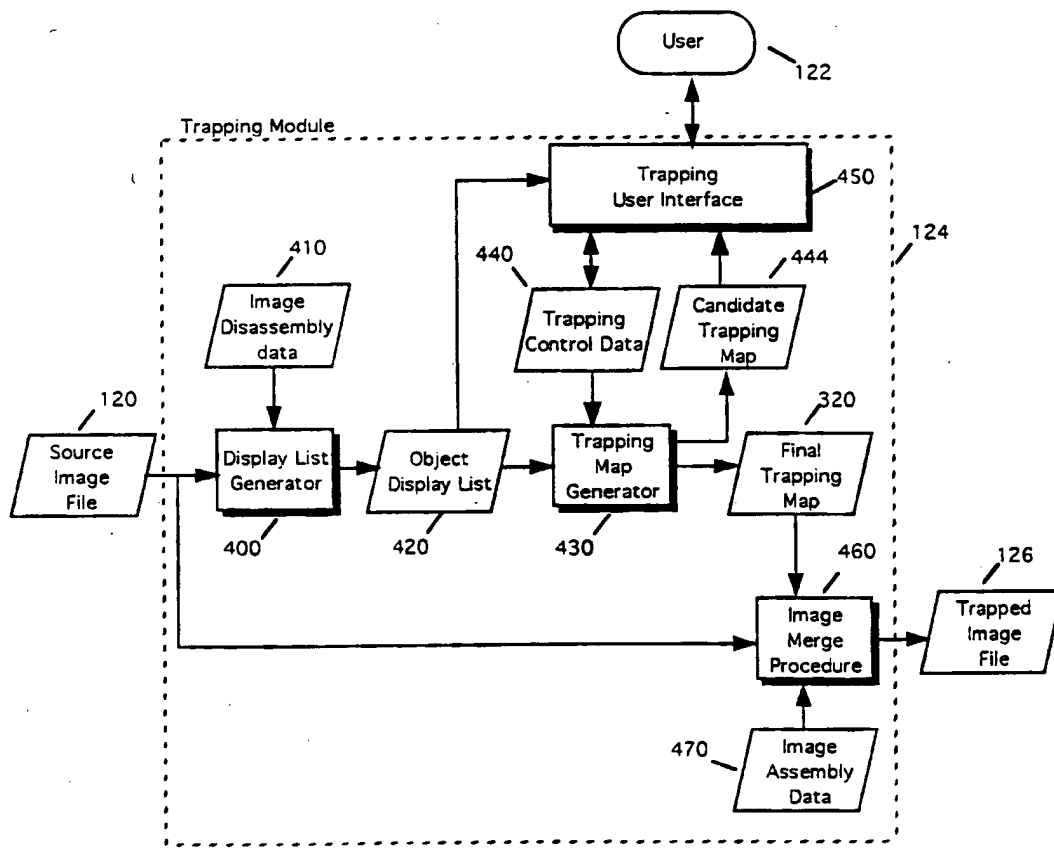 User
122
Trapping Module
Trapping
User Interface
450
124
410
440
444
Image
Disassembly
data
Trapping
Control Data
Candidate
Trapping
Map
120
320
Source
Image
File
Display List
Generator
Object
Display List
Trapping
Map
Generator
Final
Trapping
Map
400
420
430
460
126
Image
Merge
Procedure
Trapped
Image
File
470
Image
Assembly
Data